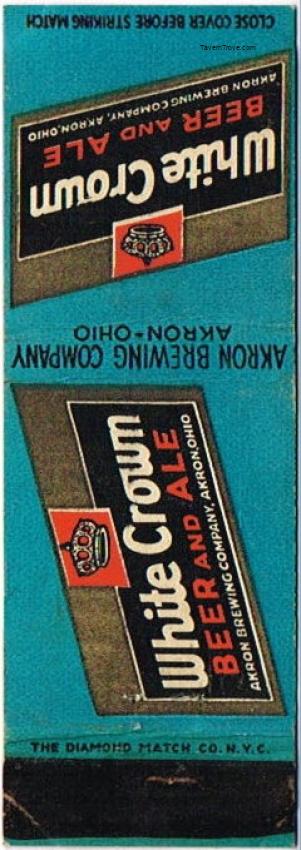 CLOSE COVER BEFORE STRIKING MATCH
TavernTrove.com
White Crown
BEER AND ALE
AKRON BREWING COMPANY, AKRON, OHIO
AKRON BREWING COMPANY
AKRON-OHIO
White Crown
BEER AND ALE
AKRON BREWING COMPANY, AKRON, OHIO
THE DIAMOND MATCH CO. N.Y.C.